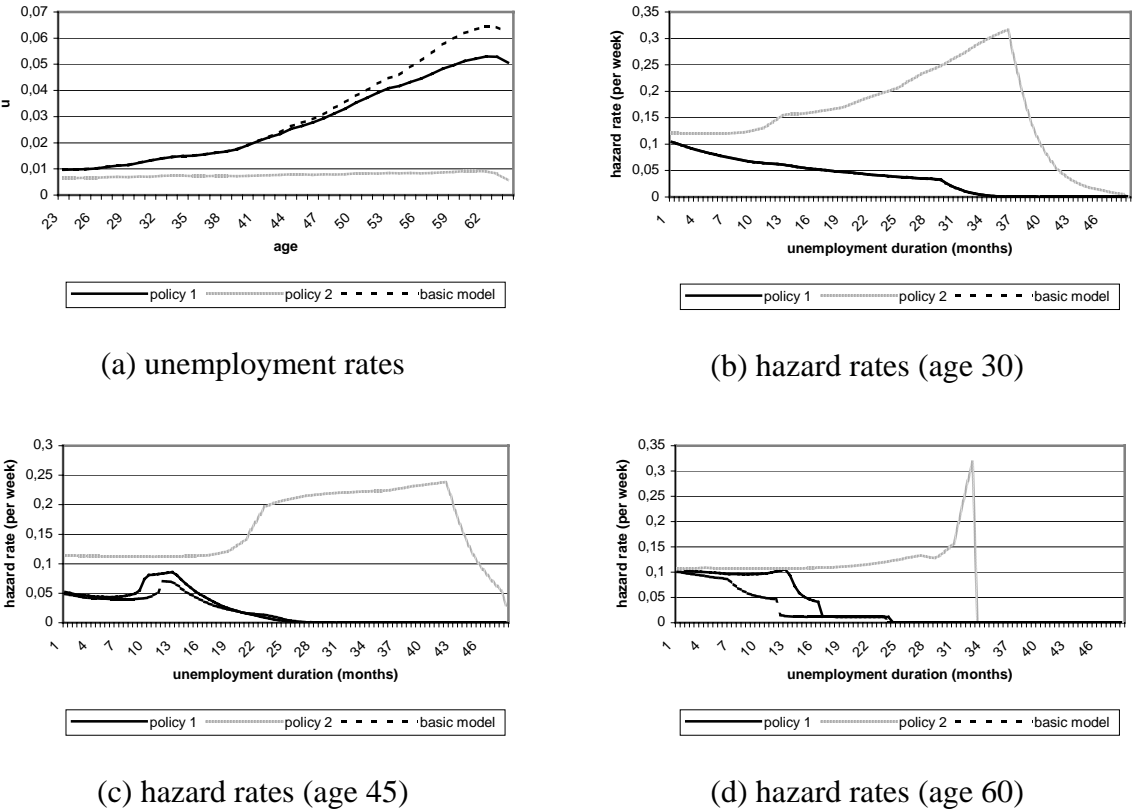 0,07
0,06
0,05
0,04
0,03
0,02
0,01
0
u
23 26 29 32 35 38 41 44 47 50 53 56 59 62
age
policy 1 policy 2 basic model
(a) unemployment rates
0,35
0,3
0,25
0,2
0,15
0,1
0,05
0
hazard rate (per week)
1 4 7 10 13 16 19 22 25 28 31 34 37 40 43 46
unemployment duration (months)
policy 1 policy 2 basic model
(b) hazard rates (age 30)
0,3
0,25
0,2
0,15
0,1
0,05
0
hazard rate (per week)
1 4 7 10 13 16 19 22 25 28 31 34 37 40 43 46
unemployment duration (months)
policy 1 policy 2 basic model
(c) hazard rates (age 45)
0,35
0,3
0,25
0,2
0,15
0,1
0,05
0
hazard rate (per week)
1 4 7 10 13 16 19 22 25 28 31 34 37 40 43 46
unemployment duration (months)
policy 1 policy 2 basic model
(d) hazard rates (age 60)